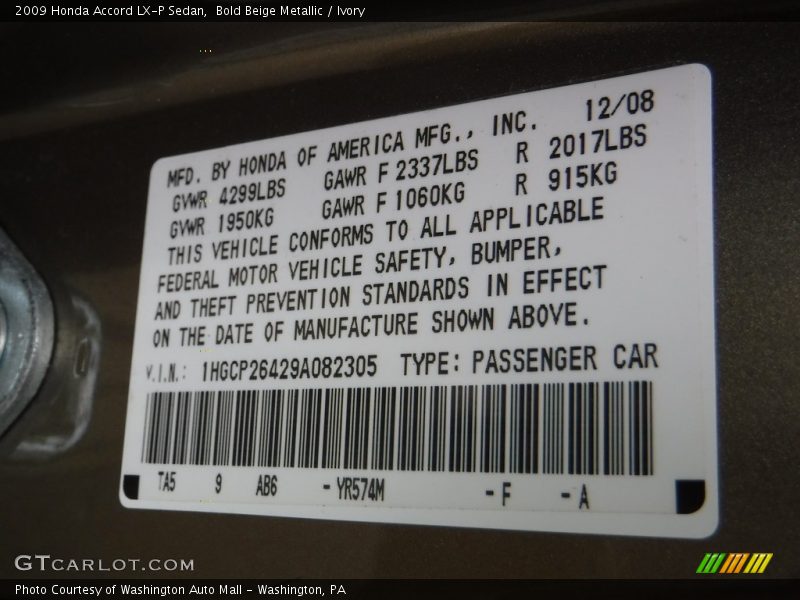 2009 Honda Accord LX-P Sedan,  Bold Beige Metallic / Ivory
MFD. BY HONDA OF AMERICA MFG., INC. 12/08
GVWR 4299LBS GAWR F 2337LBS R 2017LBS
GVWR 1950KG GAWR F 1060KG R 915KG
THIS VEHICLE CONFORMS TO ALL APPLICABLE
FEDERAL MOTOR VEHICLE SAFETY, BUMPER,
AND THEFT PREVENTION STANDARDS IN EFFECT
ON THE DATE OF MANUFACTURE SHOWN ABOVE.
V.I.N.: 1HGCP26429A082305 TYPE: PASSENGER CAR
TA5 9 AB6 - YR574M - F - A
GTCARLOT.COM
Photo Courtesy of Washington Auto Mall - Washington, PA